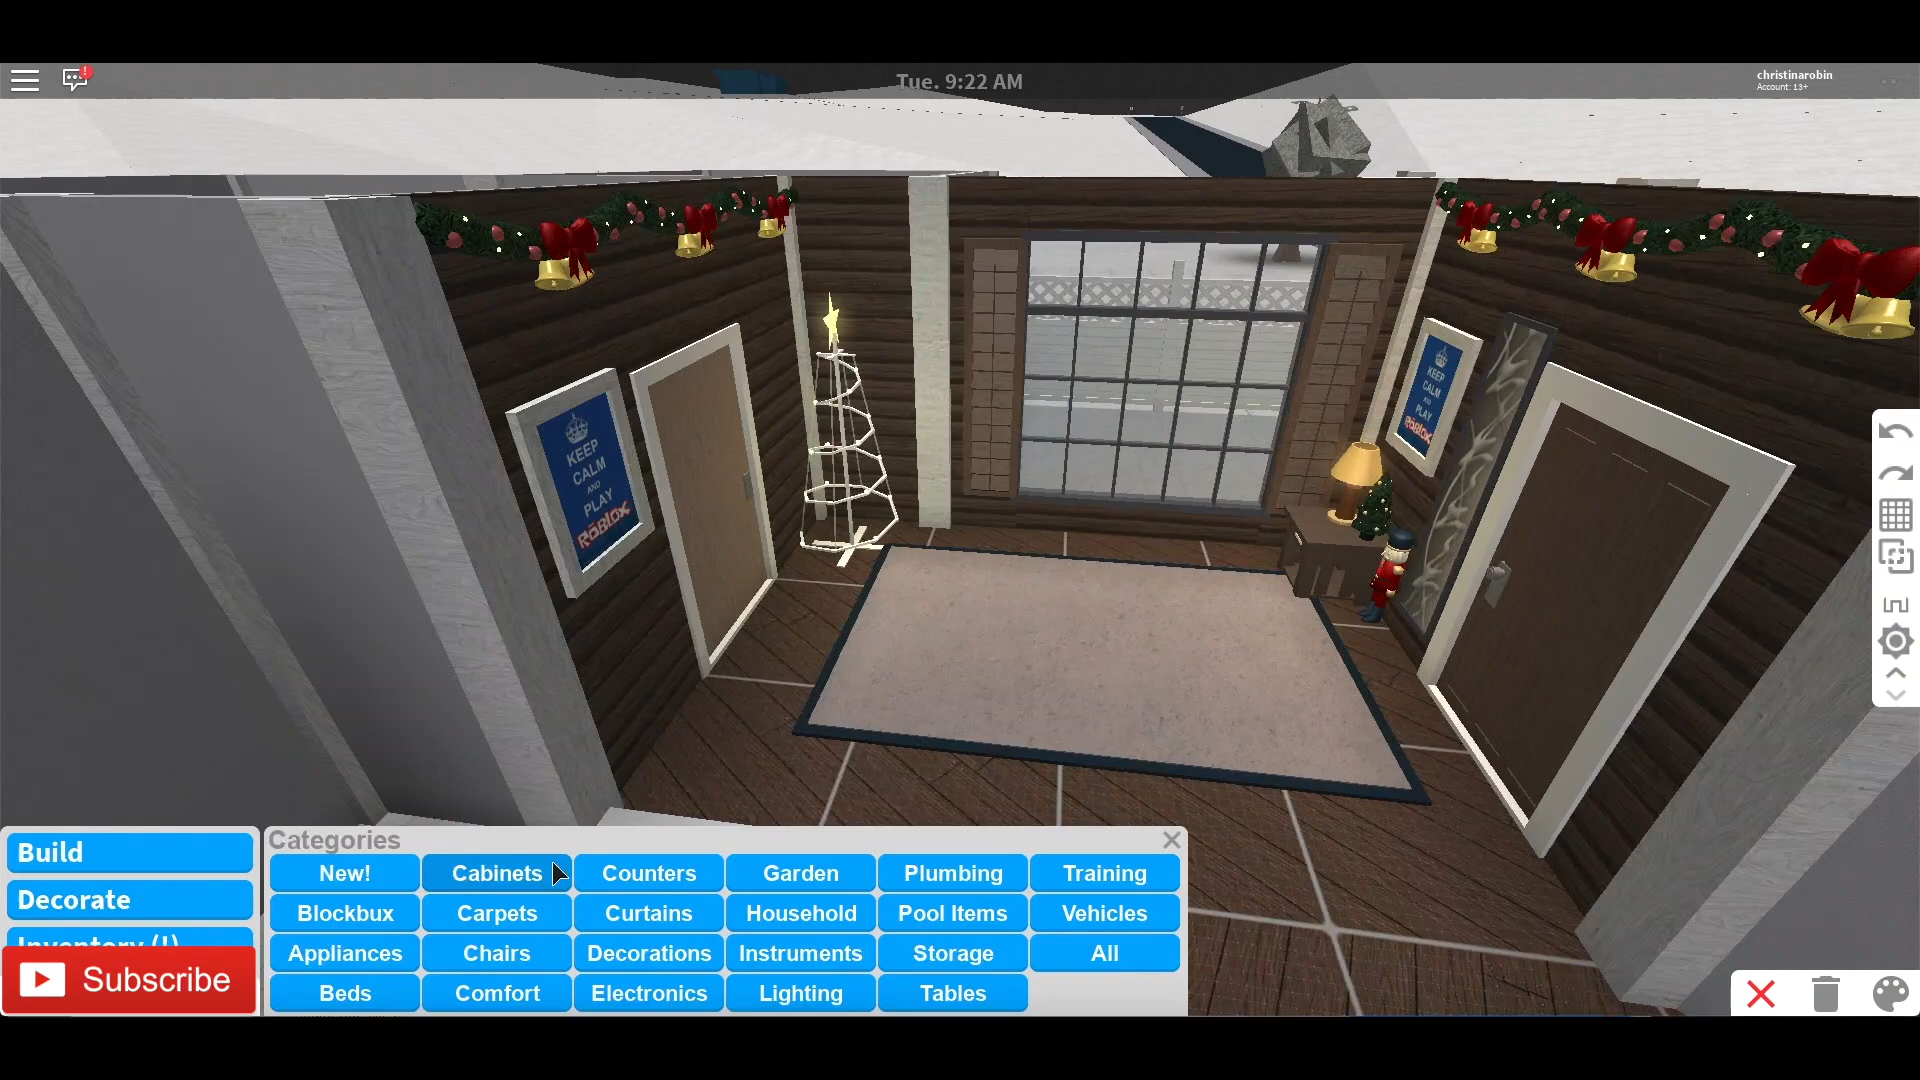 Tue. 9:22 AM
christinarobin
Account: 13+
KEEP
CALM
AND
PLAY
ROBLOX
KEEP
CALM
AND
PLAY
ROBLOX
Build
Decorate
Inventory (!)
Subscribe
Categories
New! Cabinets Counters Garden Plumbing Training
Blockbux Carpets Curtains Household Pool Items Vehicles
Appliances Chairs Decorations Instruments Storage All
Beds Comfort Electronics Lighting Tables